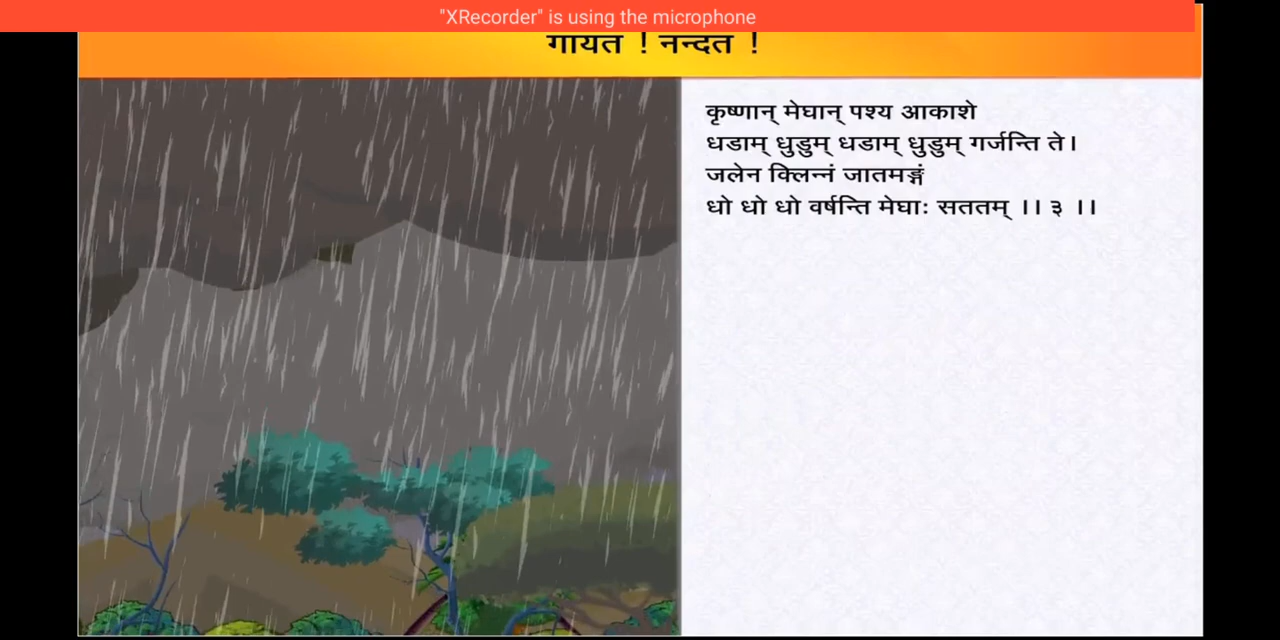 "XRecorder" is using the microphone
गायत ! नन्दत !
कृष्णान् मेघान् पश्य आकाशे
धडाम् धुडुम् धडाम् धुडुम् गर्जन्ति ते।
जलेन क्लिन्नं जातमङ्गं
धो धो धो वर्षन्ति मेघाः सततम् ।। ३ ।।